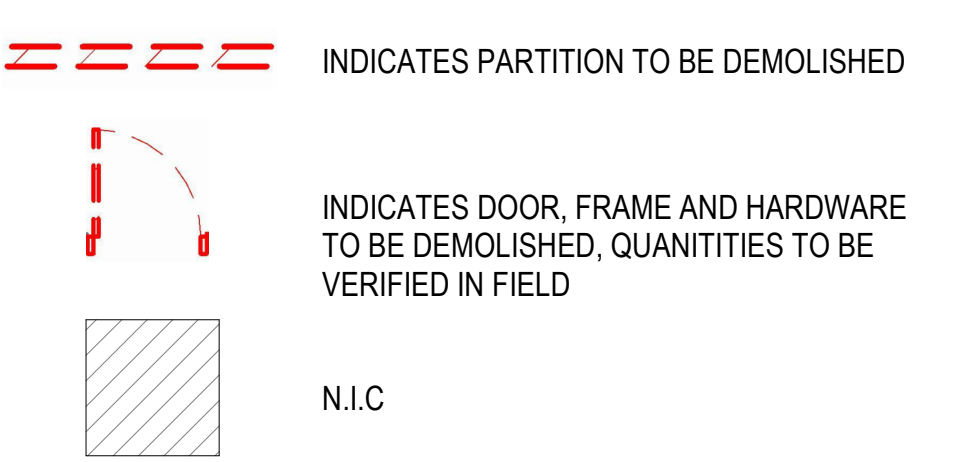 INDICATES PARTITION TO BE DEMOLISHED
INDICATES DOOR, FRAME AND HARDWARE
TO BE DEMOLISHED, QUANITITIES TO BE
VERIFIED IN FIELD
N.I.C